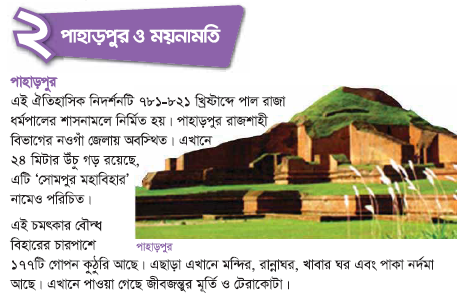 ২ পাহাড়পুর ও ময়নামতি
পাহাড়পুর
এই ঐতিহাসিক নিদর্শনটি ৭৮১-৮২১ খ্রিষ্টাব্দে পাল রাজা
ধর্মপালের শাসনামলে নির্মিত হয়। পাহাড়পুর রাজশাহী
বিভাগের নওগাঁ জেলায় অবস্থিত। এখানে
২৪ মিটার উঁচু গড় রয়েছে,
এটি ‘সোমপুর মহাবিহার’
নামেও পরিচিত।
এই চমৎকার বৌদ্ধ
বিহারের চারপাশে
পাহাড়পুর
১৭৭টি গোপন কুঠুরি আছে। এছাড়া এখানে মন্দির, রান্নাঘর, খাবার ঘর এবং পাকা নর্দমা
আছে। এখানে পাওয়া গেছে জীবজন্তুর মূর্তি ও টেরাকোটা।